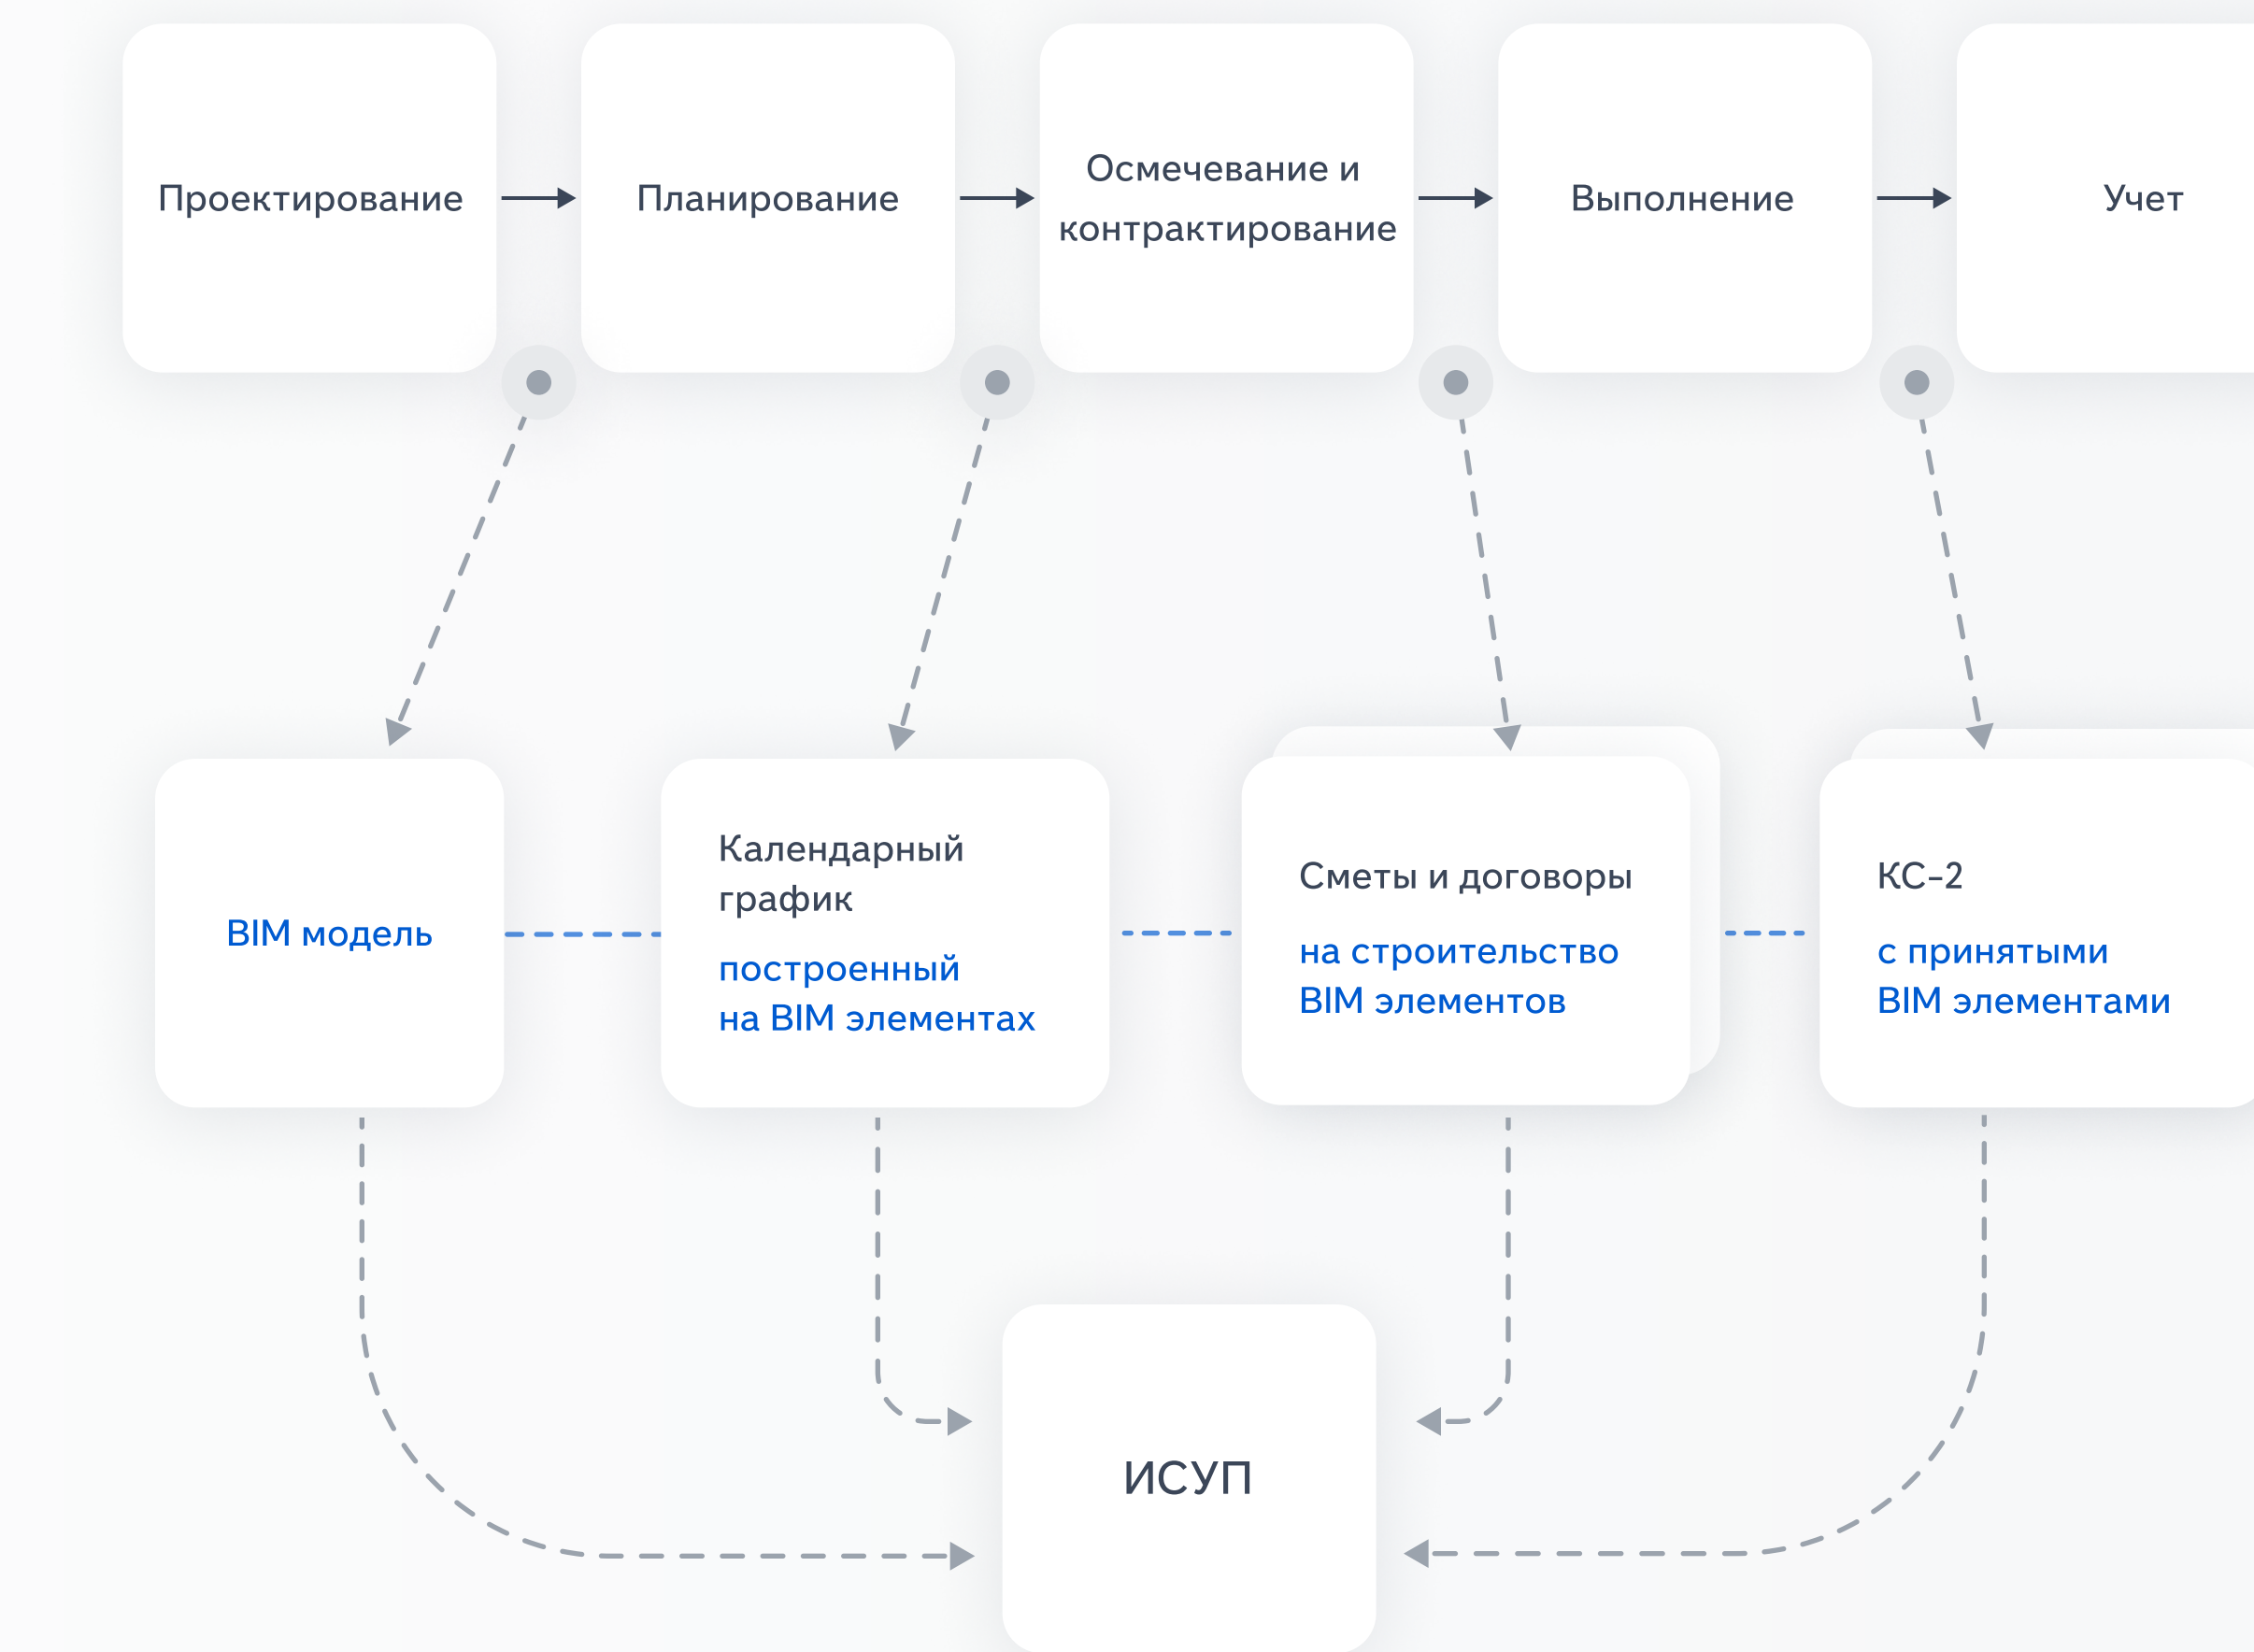 Проектирование
Планирование
Осмечевание и
контрактирование
Выполнение
Учет
BIM модель
Календарный
график
построенный
на BIM элементах
Сметы и договоры
на строительство
BIM элементов
КС-2
с принятыми
BIM элементами
ИСУП